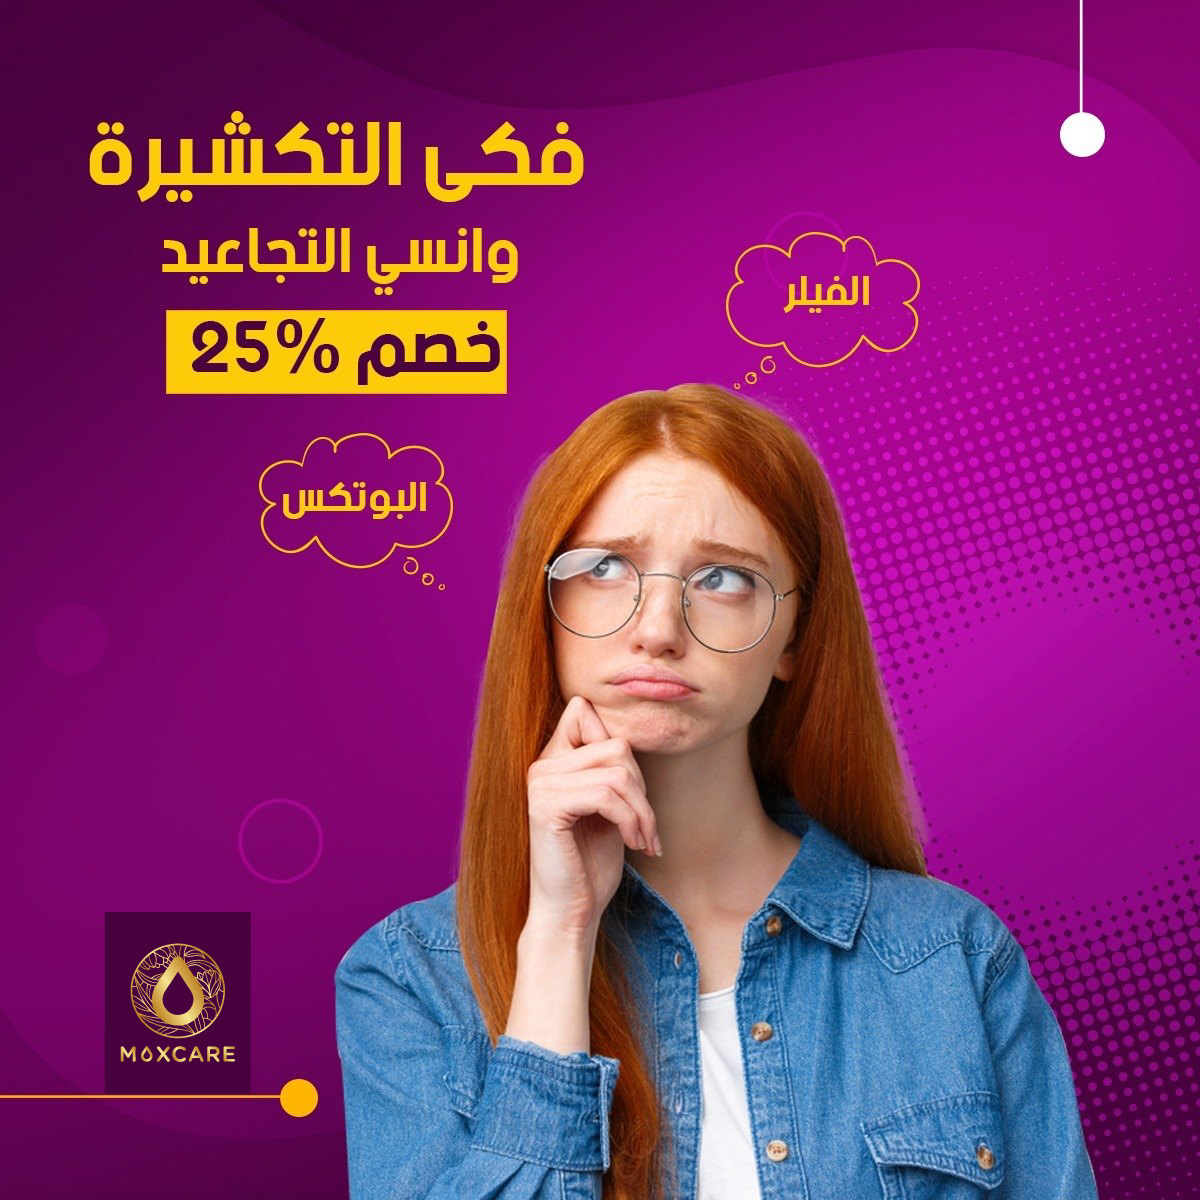 فكى التكشيرة
وانسي التجاعيد
خصم 25%
الفيلر
البوتكس
MOXCARE